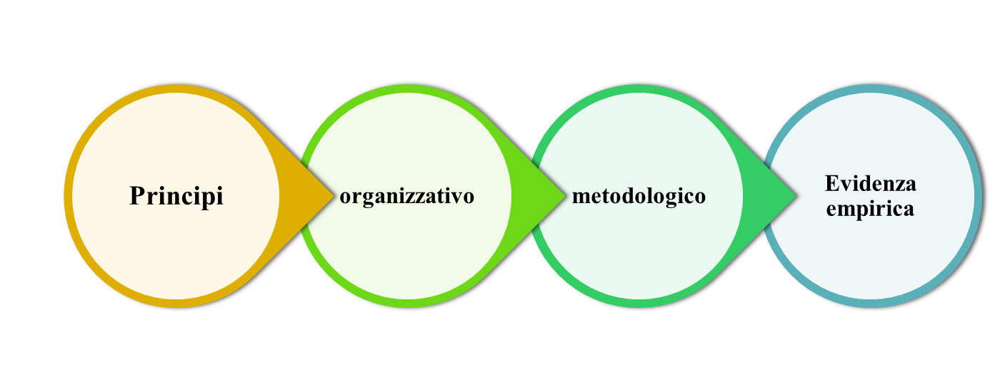 Principi
organizzativo
metodologico
Evidenza
empirica